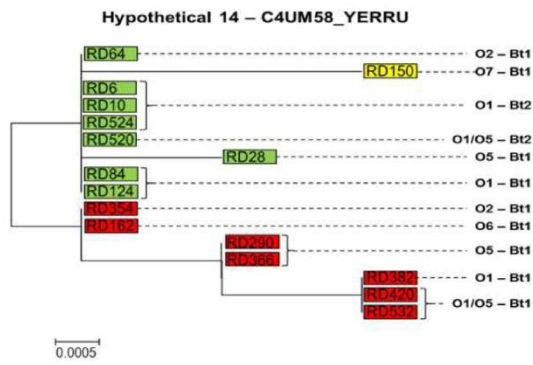 Hypothetical 14 – C4UM58_YERRU
RD64 O2 – Bt1
RD150 O7 – Bt1
RD6
RD10 O1 – Bt2
RD524
RD520 O1/O5 – Bt2
RD28 O5 – Bt1
RD84
RD124 O1 – Bt1
RD354 O2 – Bt1
RD162 O6 – Bt1
RD290 O5 – Bt1
RD366
RD382 O1 – Bt1
RD420 O1/O5 – Bt1
RD532
0.0005